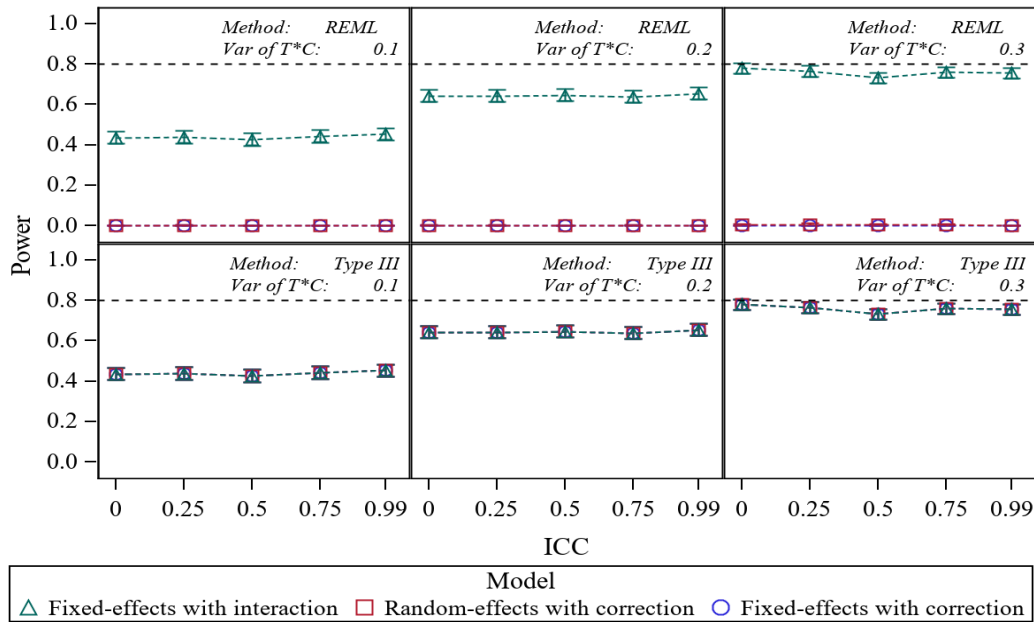 Method: REML
Var of T*C: 0.1
Method: REML
Var of T*C: 0.2
Method: REML
Var of T*C: 0.3
1.0
0.8
0.6
0.4
0.2
0.0
Power
Method: Type III
Var of T*C: 0.1
Method: Type III
Var of T*C: 0.2
Method: Type III
Var of T*C: 0.3
1.0
0.8
0.6
0.4
0.2
0.0
0 0.25 0.5 0.75 0.99 0 0.25 0.5 0.75 0.99 0 0.25 0.5 0.75 0.99
ICC
Model
Fixed-effects with interaction Random-effects with correction Fixed-effects with correction